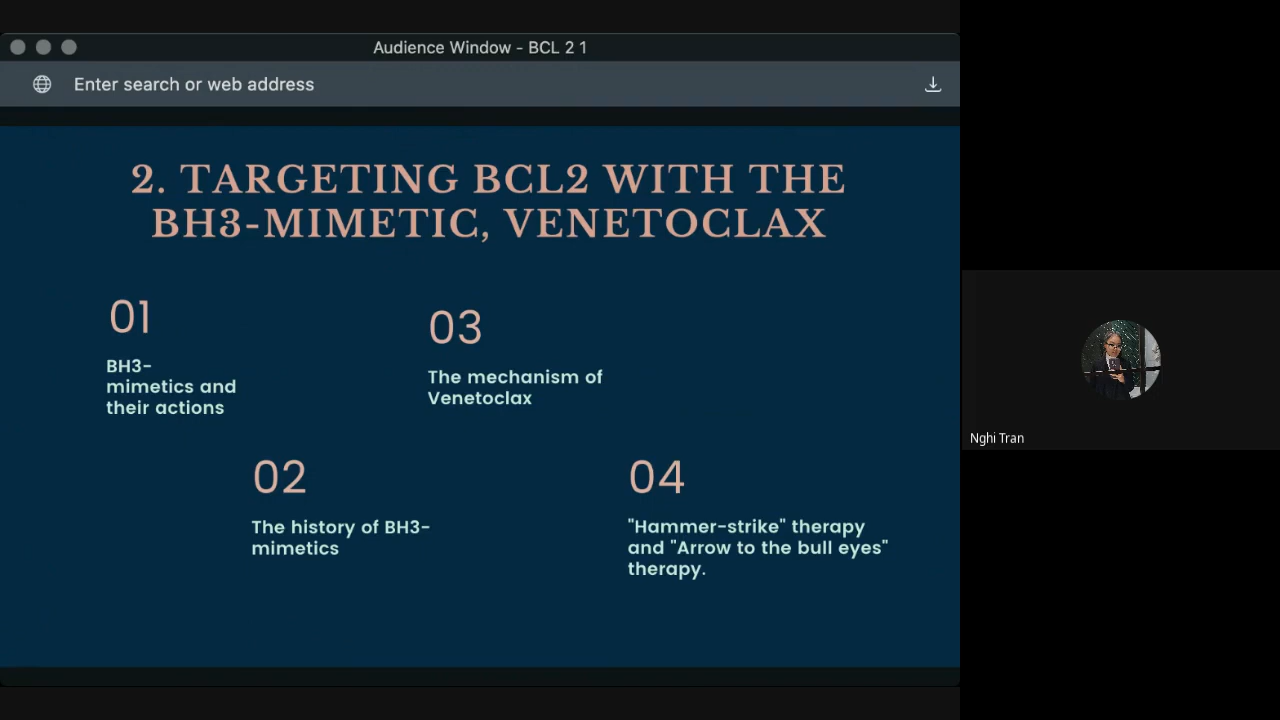 Audience Window - BCL 2 1
Enter search or web address
2. TARGETING BCL2 WITH THE
BH3-MIMETIC, VENETOCLAX
01
BH3-
mimetics and
their actions
03
The mechanism of
Venetoclax
02
The history of BH3-
mimetics
04
"Hammer-strike" therapy
and "Arrow to the bull eyes"
therapy.
Nghi Tran